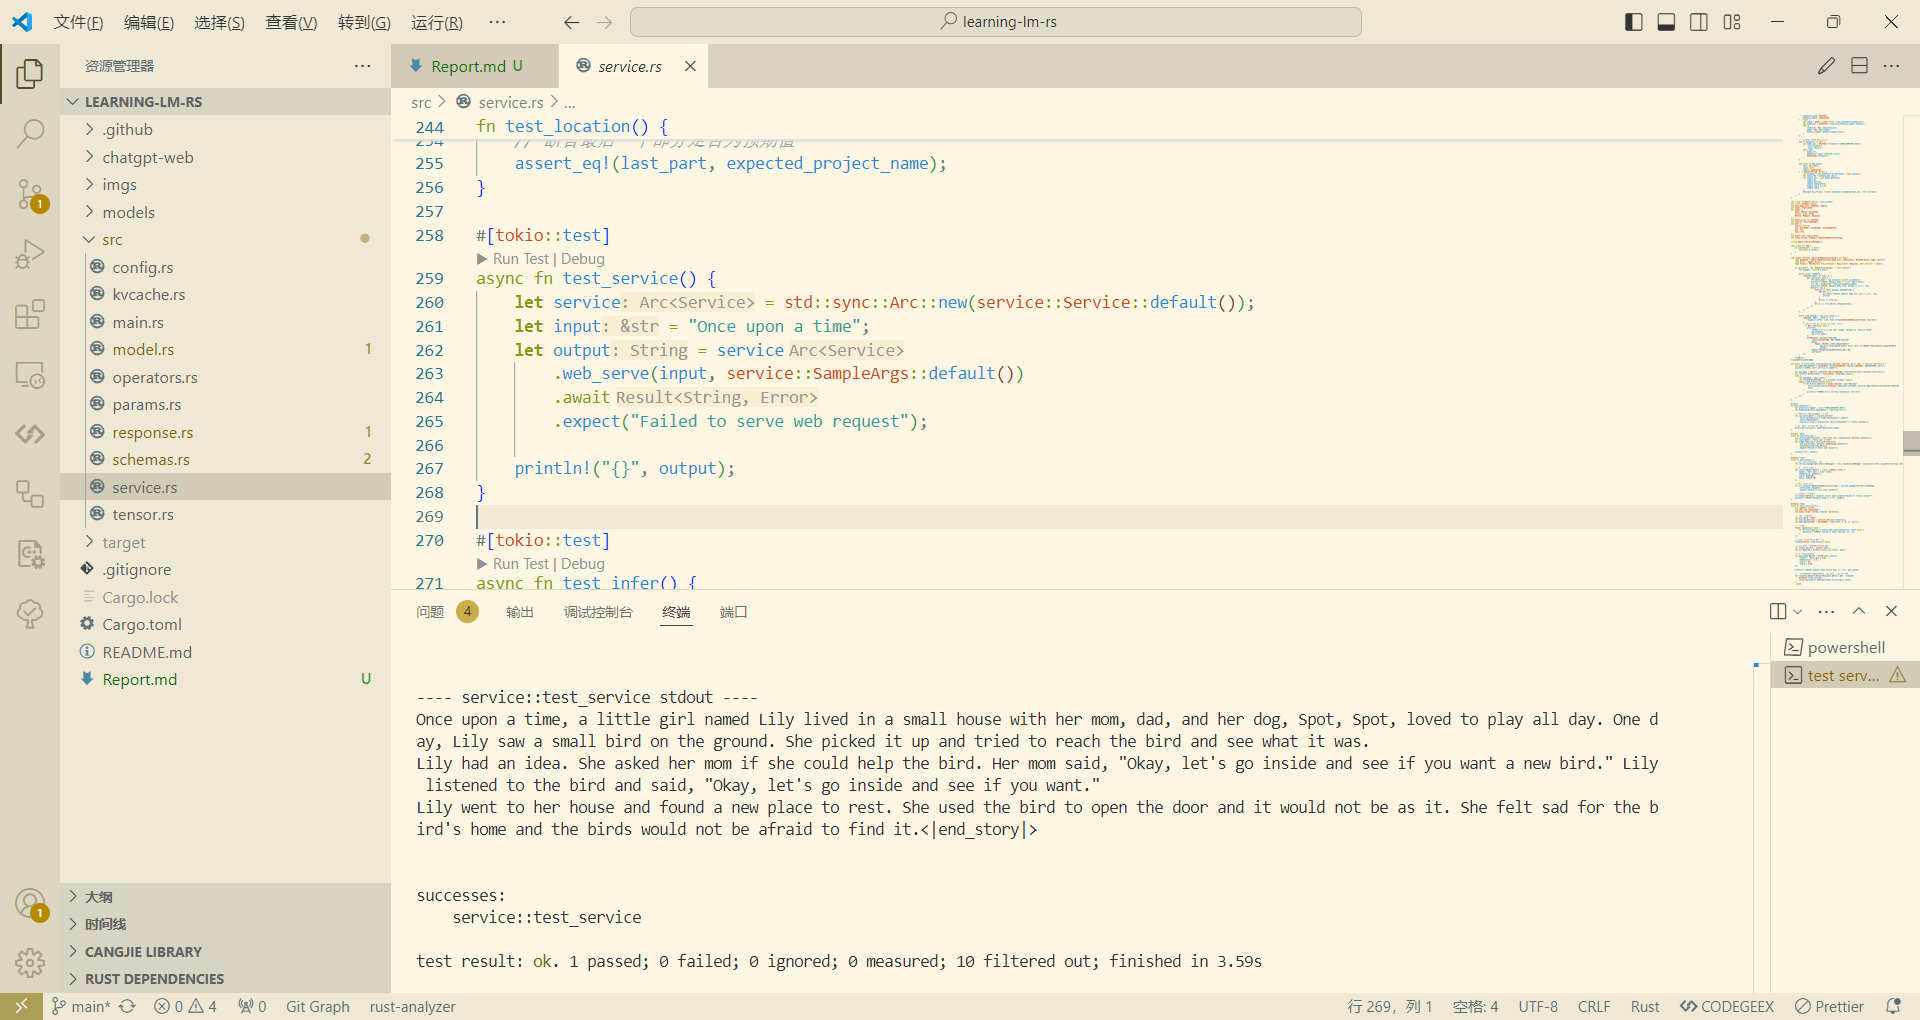 文件(F) 编辑(E) 选择(S) 查看(V) 转到(G) 运行(R) ··· learning-lm-rs
资源管理器 ···
LEARNING-LM-RS
.github
chatgpt-web
imgs
models
src
config.rs
kvcache.rs
main.rs
model.rs 1
operators.rs
params.rs
response.rs 1
schemas.rs 2
service.rs
tensor.rs
target
.gitignore
Cargo.lock
Cargo.toml
README.md
Report.md U
大纲
时间线
CANGJIE LIBRARY
RUST DEPENDENCIES
1
1
Report.md U service.rs
src > service.rs > ...
244 fn test_location() {
255 assert_eq!(last_part, expected_project_name);
256 }
257
258 #[tokio::test]
Run Test | Debug
259 async fn test_service() {
260 let service: Arc<Service> = std::sync::Arc::new(service::Service::default());
261 let input: &str = "Once upon a time";
262 let output: String = service Arc<Service>
263 .web_serve(input, service::SampleArgs::default())
264 .await Result<String, Error>
265 .expect("Failed to serve web request");
266
267 println!("{}", output);
268 }
269
270 #[tokio::test]
Run Test | Debug
271 async fn test_infer() {
问题 4 输出 调试控制台 终端 端口
powershell
test serv...
---- service::test_service stdout ----
Once upon a time, a little girl named Lily lived in a small house with her mom, dad, and her dog, Spot, Spot, loved to play all day. One d
ay, Lily saw a small bird on the ground. She picked it up and tried to reach the bird and see what it was.
Lily had an idea. She asked her mom if she could help the bird. Her mom said, "Okay, let's go inside and see if you want a new bird." Lily
listened to the bird and said, "Okay, let's go inside and see if you want."
Lily went to her house and found a new place to rest. She used the bird to open the door and it would not be as it. She felt sad for the b
ird's home and the birds would not be afraid to find it.<|end_story|>
successes:
service::test_service
test result: ok. 1 passed; 0 failed; 0 ignored; 0 measured; 10 filtered out; finished in 3.59s
main* 0 4 0 Git Graph rust-analyzer 行 269，列 1 空格: 4 UTF-8 CRLF Rust CODEGEEX Prettier